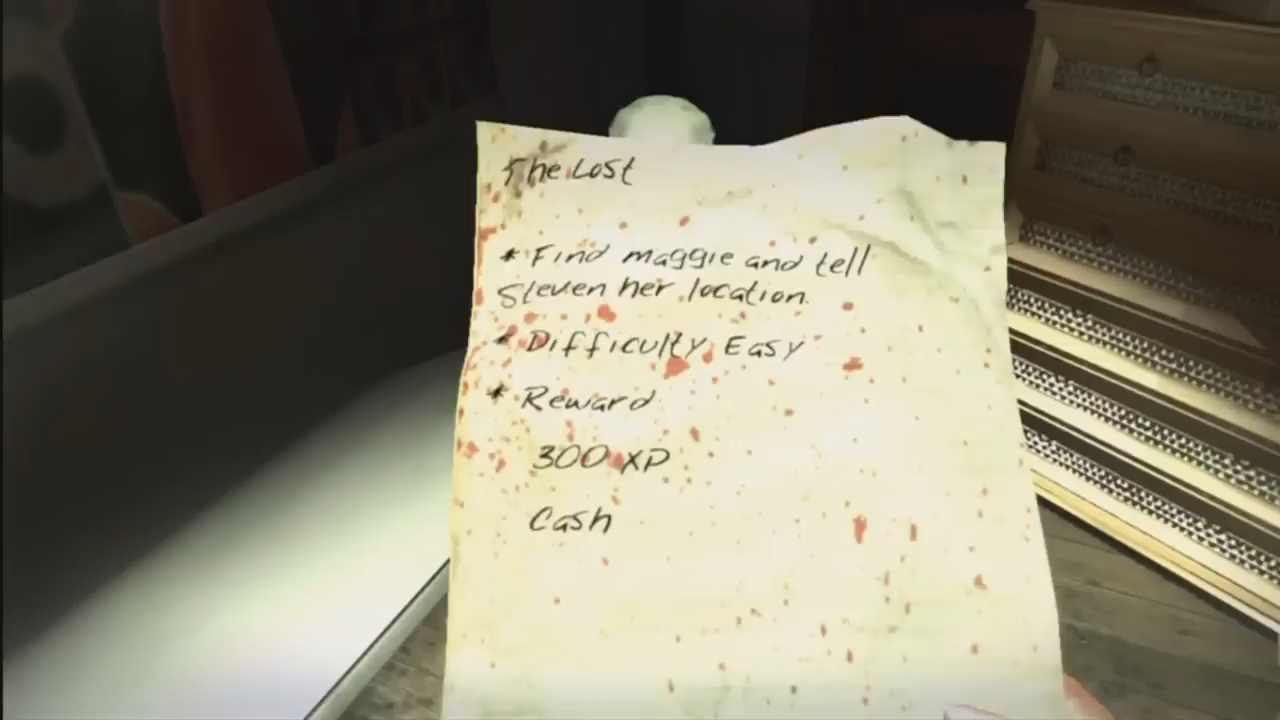 The Lost
* Find maggie and tell
Steven her location.
* Difficulty Easy
* Reward
300 XP
Cash